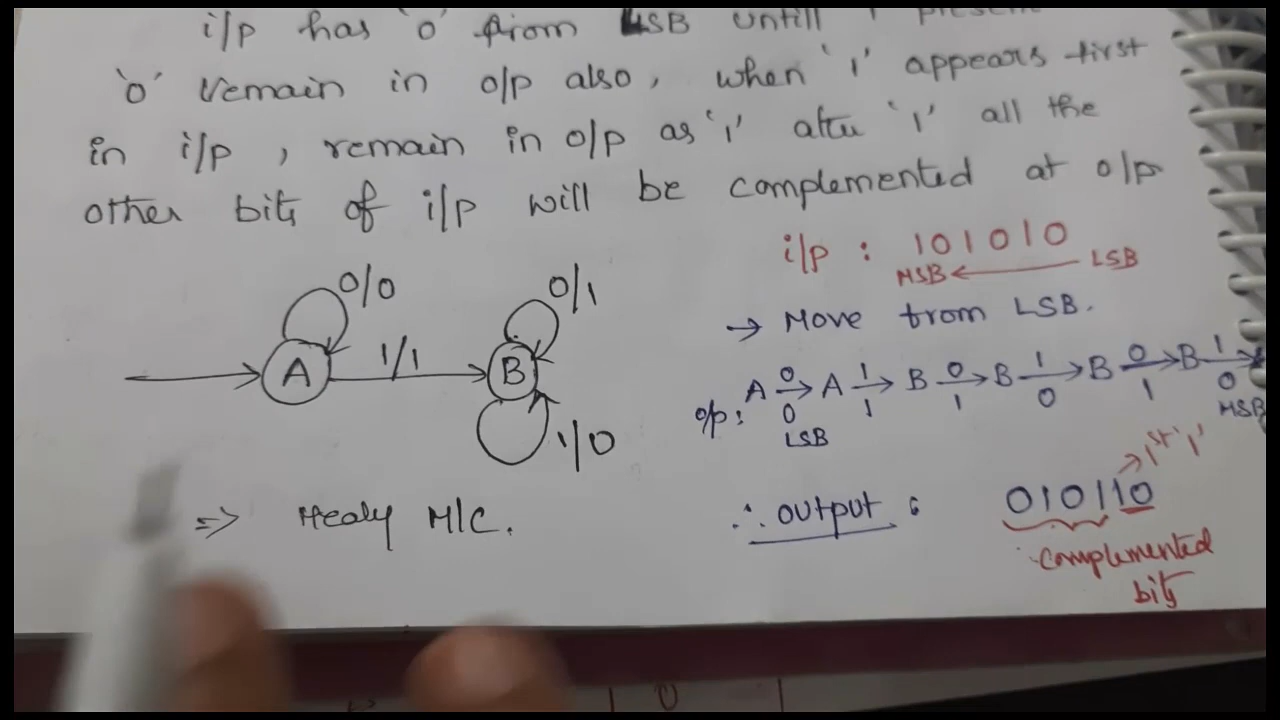 i/p has '0' from LSB untill '1' present
'0' remain in o/p also, when '1' appears first
in i/p, remain in o/p as '1' after '1' all the
other bits of i/p will be complemented at o/p
i/p : 101010
MSB ← LSB
→ Move from LSB.
0/0
0/1
1/1
A
B
1/0
A 0 → A 1 → B 0 → B 1 → B 0 → B 1 →
o/p: 0 1 1 0 1 0
LSB MSB
→ 1st '1'
∴ output : 010110
complemented
bits
⇒ Mealy M/C.
0